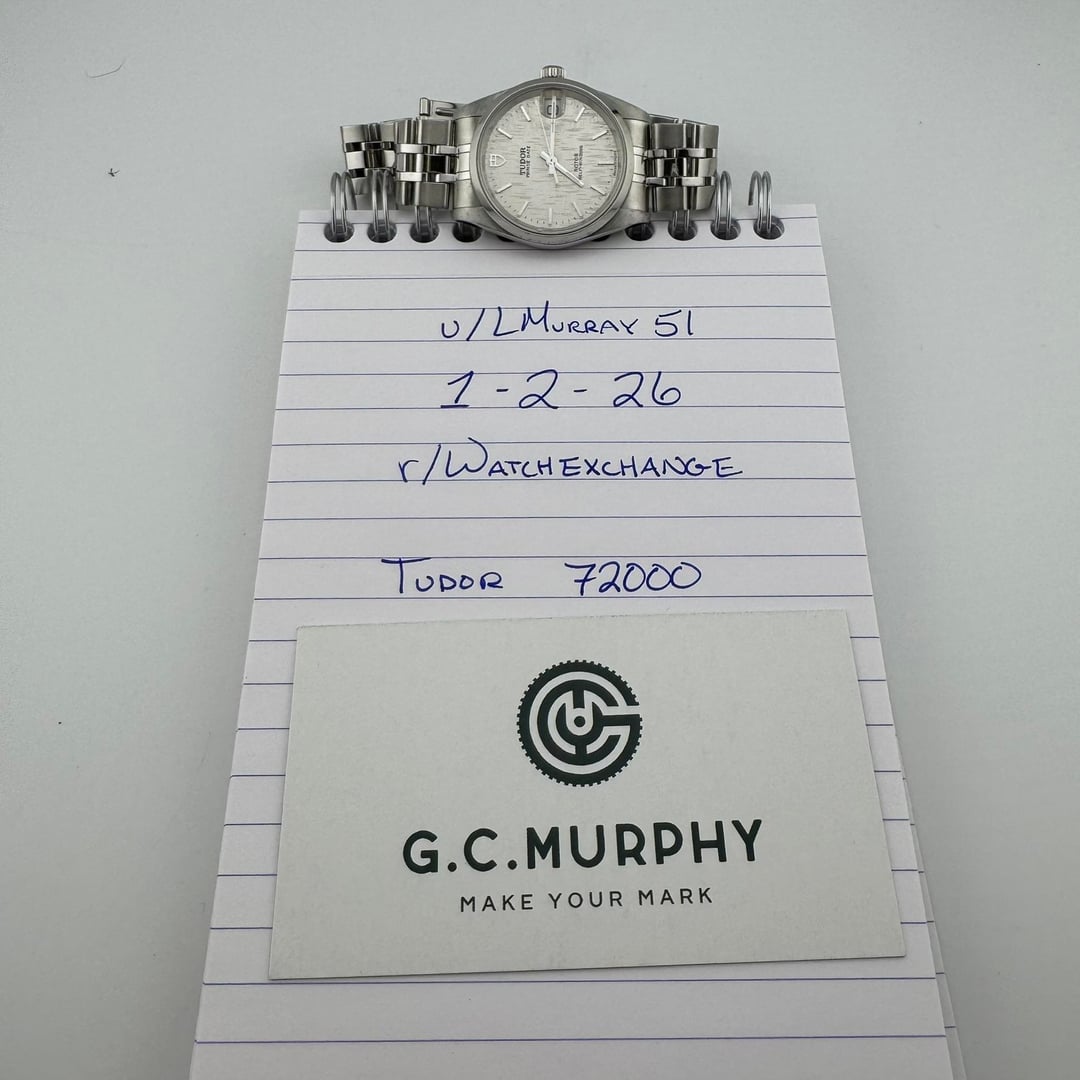 TUDOR
PRINCE DATE
ROTOR
SELF-WINDING
u/LMurray 51
1-2-26
r/Watchexchange
Tudor 72000
G.C.MURPHY
MAKE YOUR MARK